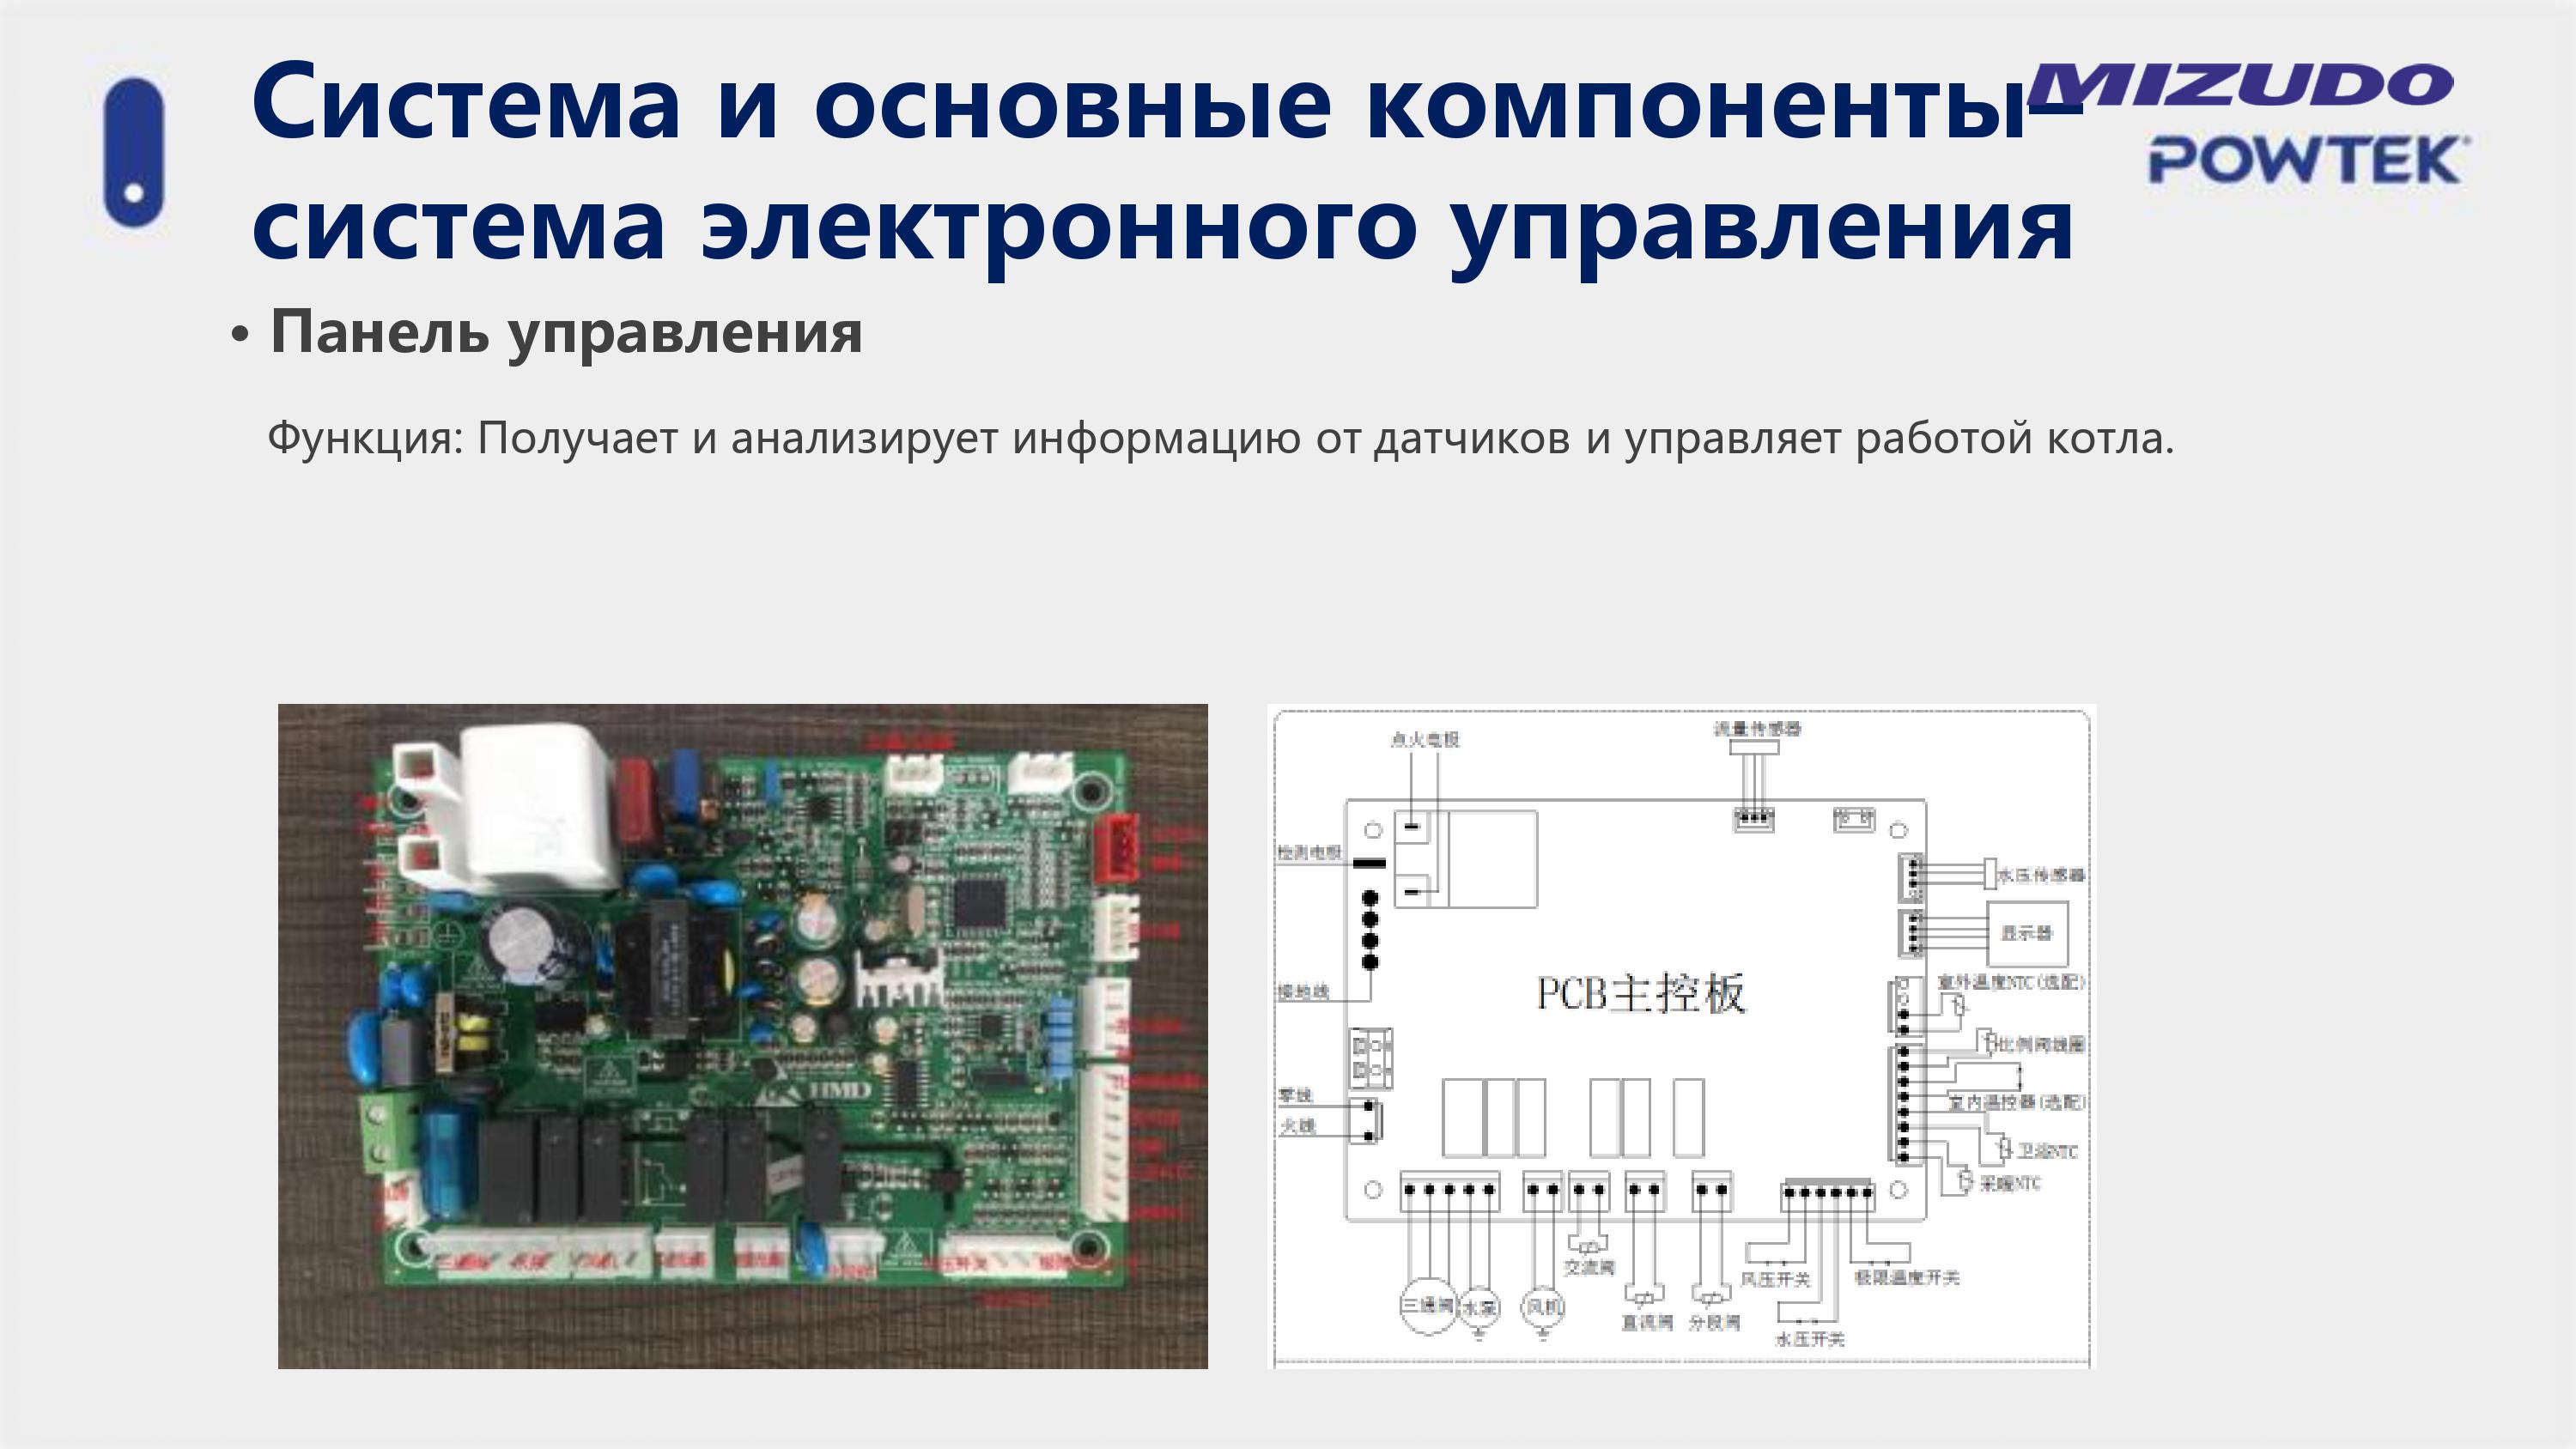 Система и основные компоненты–
система электронного управления
MIZUDO
POWTEK
• Панель управления
Функция: Получает и анализирует информацию от датчиков и управляет работой котла.
HMD
点火电极
流量传感器
检测电极
水压传感器
显示器
室外温度NTC(选配)
PCB主控板
接地线
比例阀线圈
零线
室内温控器(选配)
火线
卫浴NTC
采暖NTC
交流阀
风压开关
极限温度开关
三通阀
水泵
风机
直流阀
分段阀
水压开关